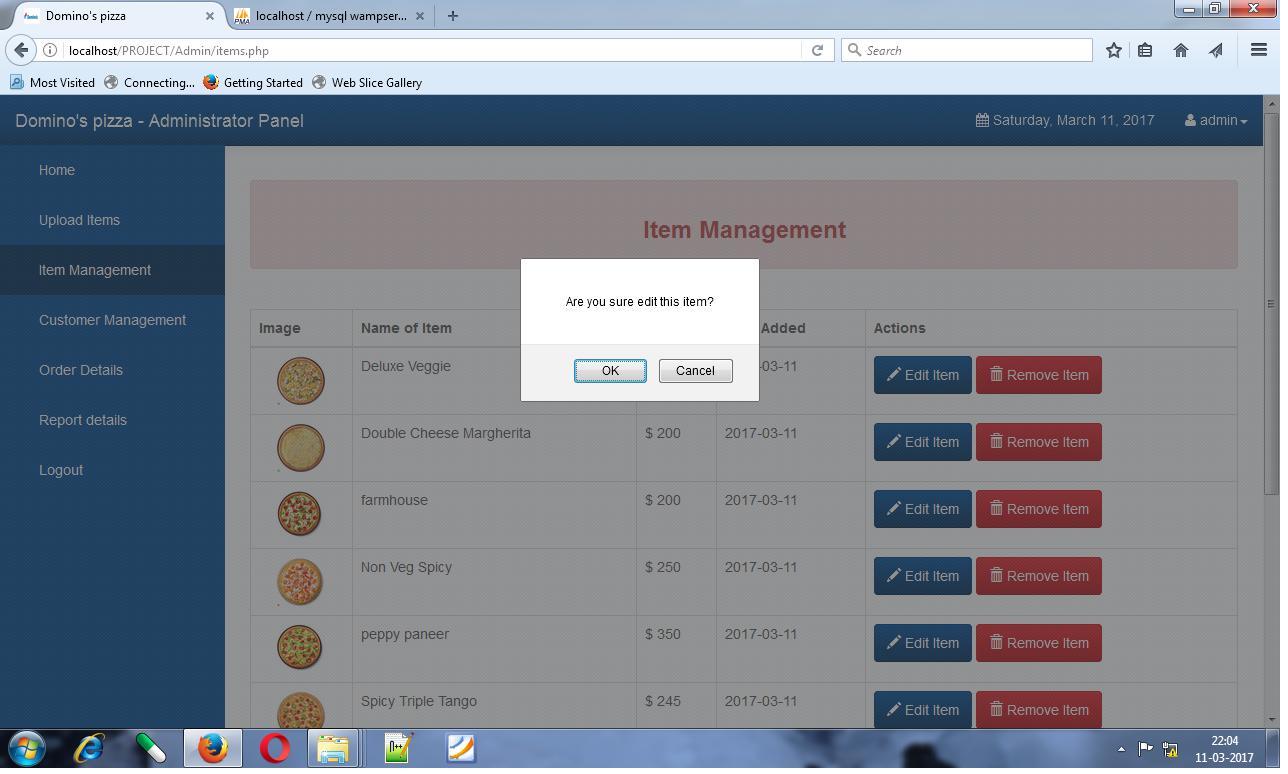 Domino's pizza
localhost / mysql wampser...
localhost/PROJECT/Admin/items.php
Search
Most Visited
Connecting...
Getting Started
Web Slice Gallery
Domino's pizza - Administrator Panel
Saturday, March 11, 2017
admin
Home
Upload Items
Item Management
Customer Management
Order Details
Report details
Logout
Item Management
Are you sure edit this item?
OK Cancel
Image Name of Item Added Actions
Deluxe Veggie -03-11 Edit Item Remove Item
Double Cheese Margherita $ 200 2017-03-11 Edit Item Remove Item
farmhouse $ 200 2017-03-11 Edit Item Remove Item
Non Veg Spicy $ 250 2017-03-11 Edit Item Remove Item
peppy paneer $ 350 2017-03-11 Edit Item Remove Item
Spicy Triple Tango $ 245 2017-03-11 Edit Item Remove Item
22:04
11-03-2017